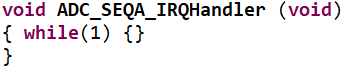 void ADC_SEQA_IRQHandler (void)
{ while(1) {}
}